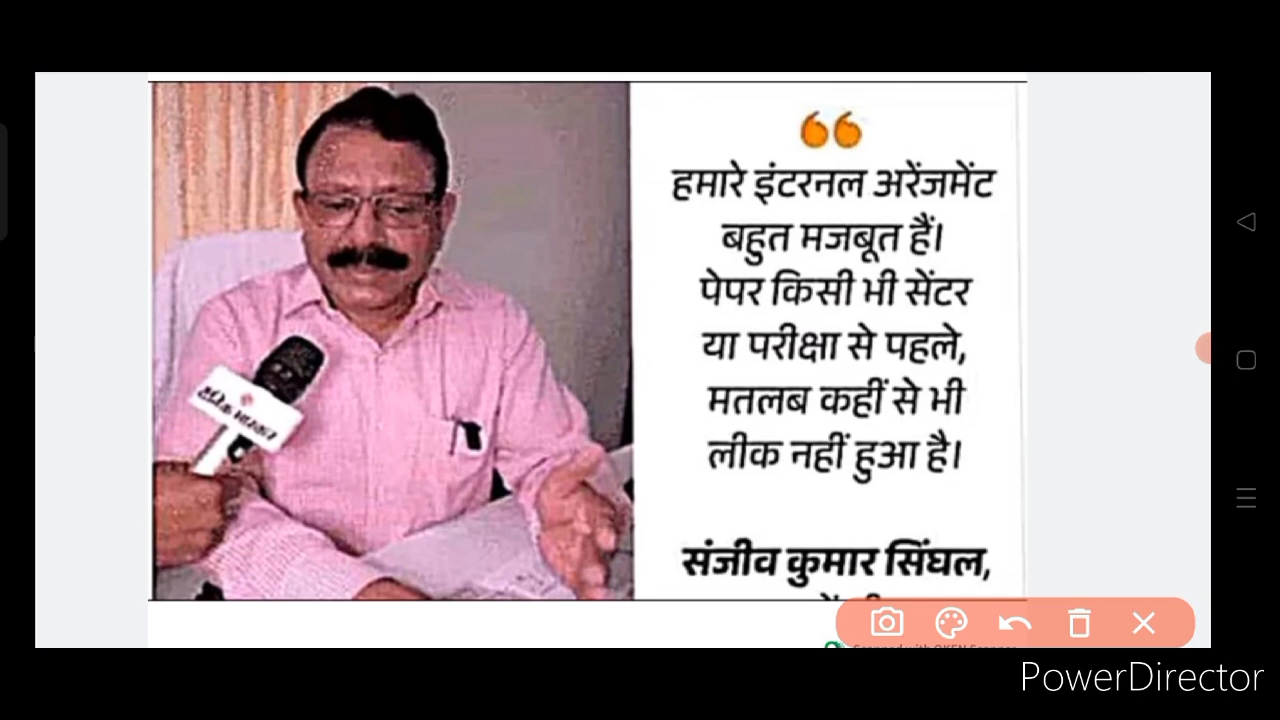 हमारे इंटरनल अरेंजमेंट
बहुत मजबूत हैं।
पेपर किसी भी सेंटर
या परीक्षा से पहले,
मतलब कहीं से भी
लीक नहीं हुआ है।
संजीव कुमार सिंघल,
PowerDirector